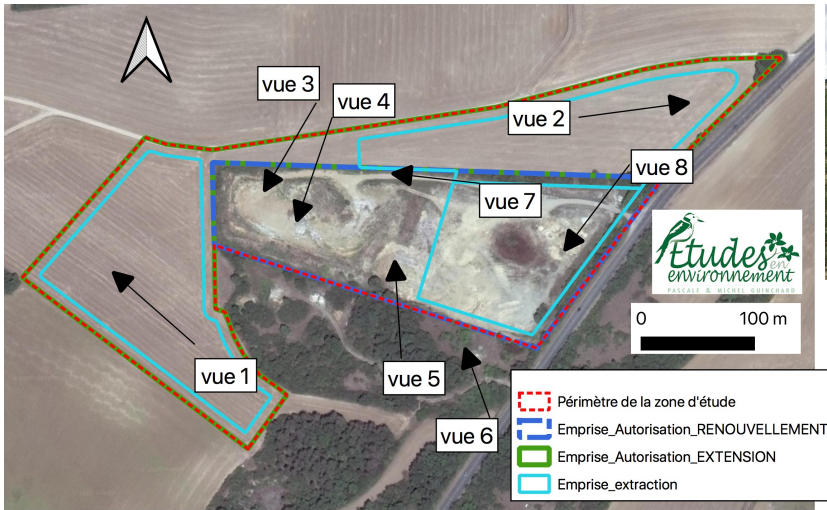 vue 3
vue 4
vue 2
vue 8
vue 7
Etudes
en
environnement
PASCALE & MICHEL GUINCHARD
0 100 m
vue 1
vue 5
vue 6
Périmètre de la zone d'étude
Emprise_Autorisation_RENOUVELLEMENT
Emprise_Autorisation_EXTENSION
Emprise_extraction